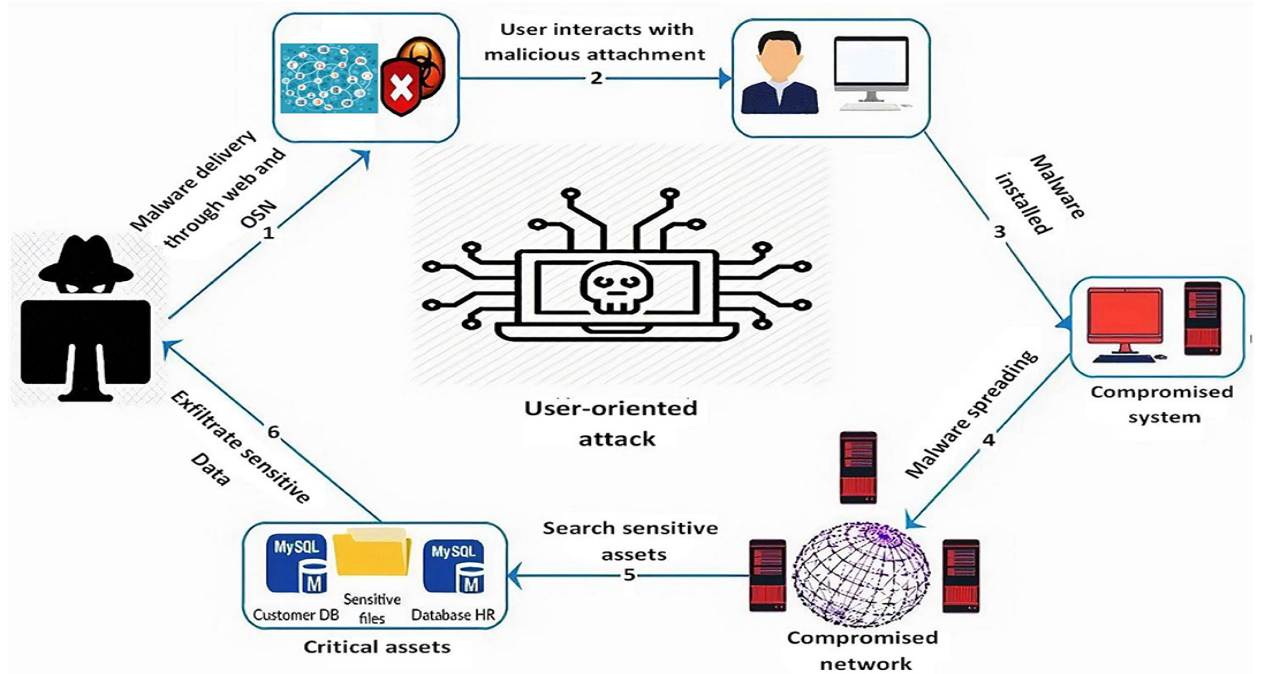 User interacts with
malicious attachment
2
Malware delivery
through web and
OSN
1
Malware
installed
3
Compromised
system
Malware spreading
4
User-oriented
attack
Exfiltrate sensitive
Data
6
Search sensitive
assets
5
MySQL
M
Customer DB
Sensitive
files
MySQL
M
Database HR
Critical assets
Compromised
network